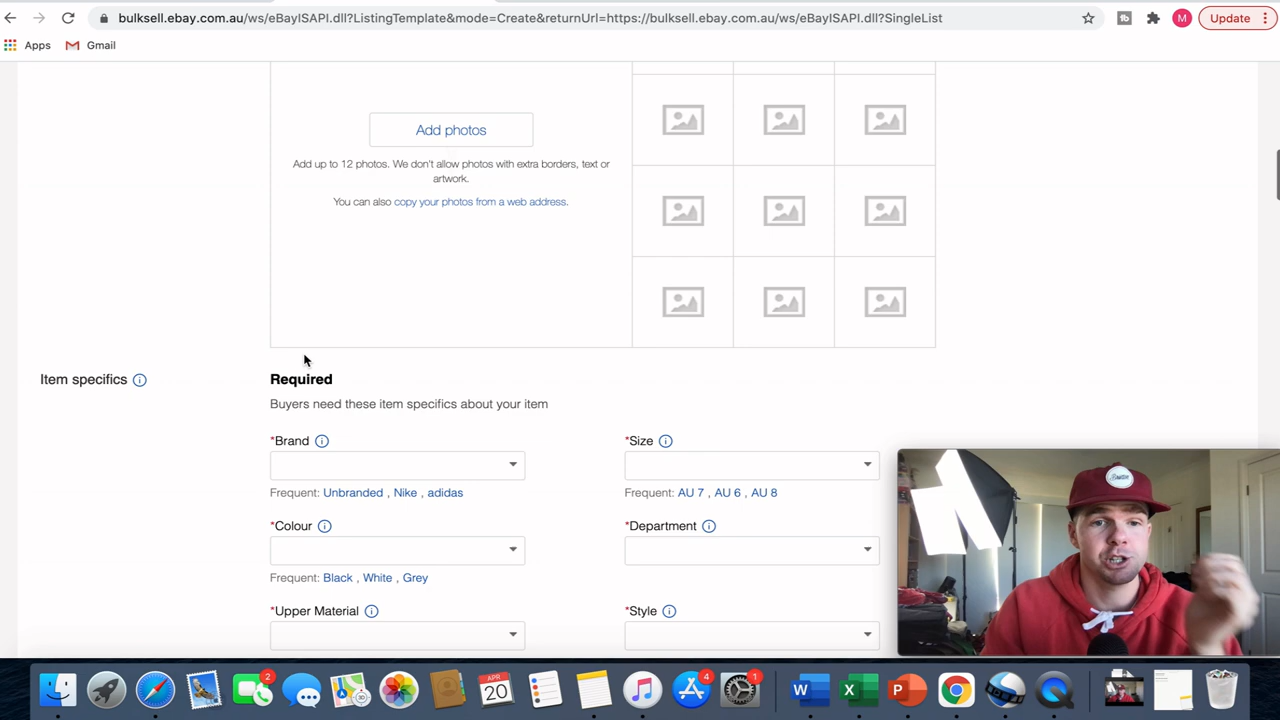 bulksell.ebay.com.au/ws/eBayISAPI.dll?ListingTemplate&mode=Create&returnUrl=https://bulksell.ebay.com.au/ws/eBayISAPI.dll?SingleList
M
Update
Apps
Gmail
Add photos
Add up to 12 photos. We don't allow photos with extra borders, text or
artwork.
You can also copy your photos from a web address.
Item specifics
Required
Buyers need these item specifics about your item
*Brand
*Size
Frequent: Unbranded , Nike , adidas
Frequent: AU 7 , AU 6 , AU 8
*Colour
*Department
Frequent: Black , White , Grey
*Upper Material
*Style
2
APR
20
4
1
W
X
P